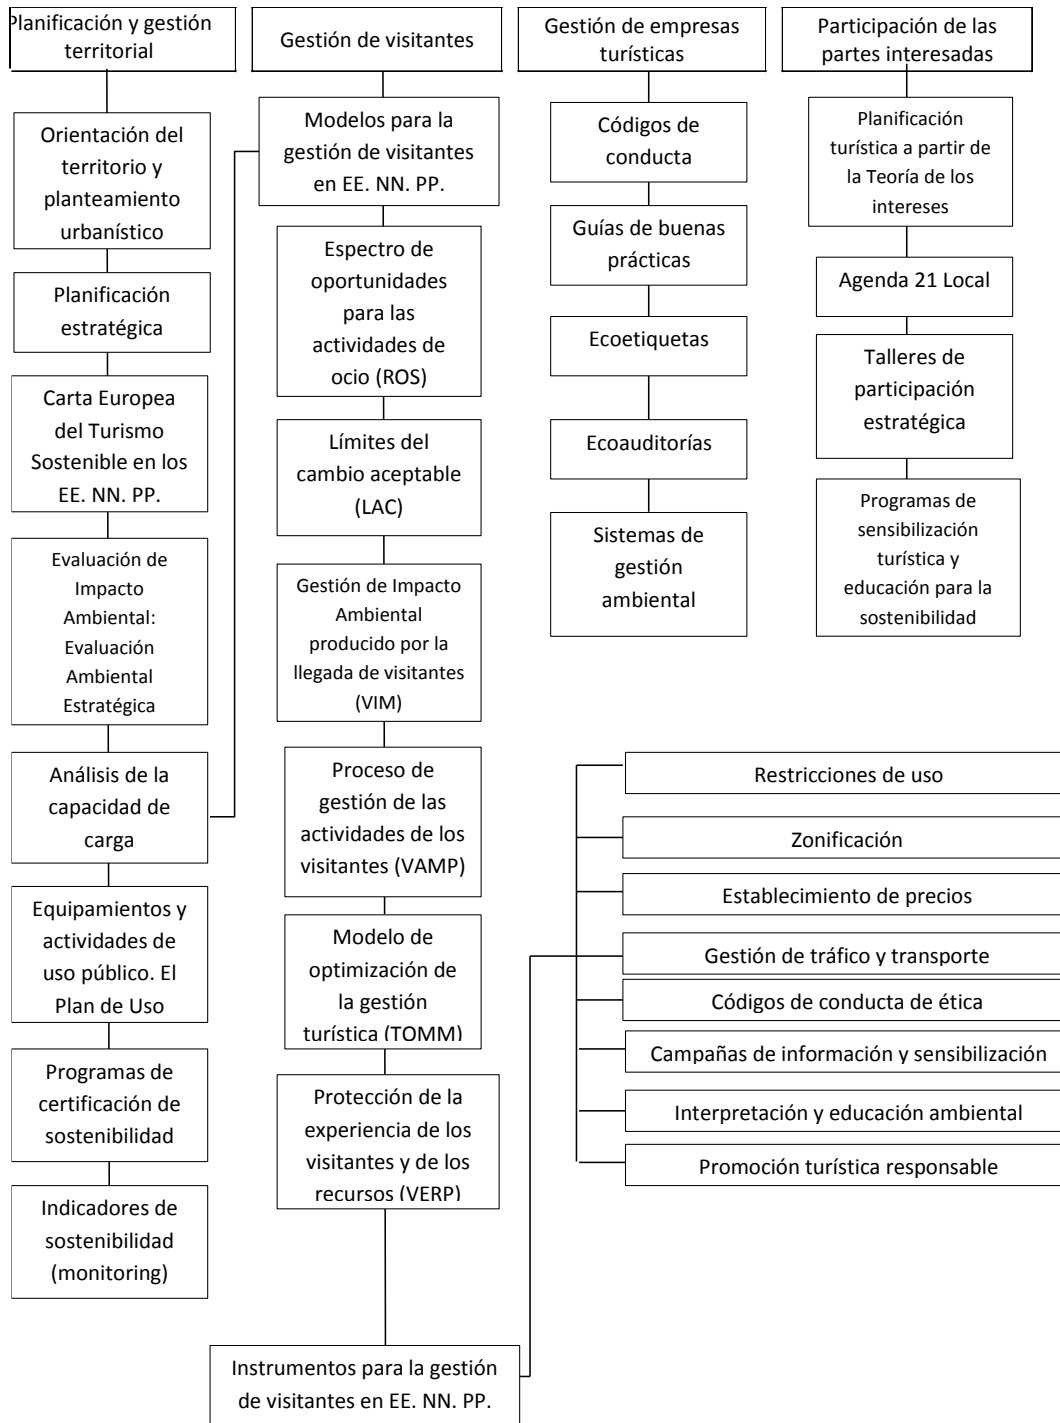 Planificación y gestión
territorial
Orientación del
territorio y
planteamiento
urbanístico
Planificación
estratégica
Carta Europea
del Turismo
Sostenible en los
EE. NN. PP.
Evaluación de
Impacto
Ambiental:
Evaluación
Ambiental
Estratégica
Análisis de la
capacidad de
carga
Equipamientos y
actividades de
uso público. El
Plan de Uso
Programas de
certificación de
sostenibilidad
Indicadores de
sostenibilidad
(monitoring)
Gestión de visitantes
Modelos para la
gestión de visitantes
en EE. NN. PP.
Espectro de
oportunidades
para las
actividades de
ocio (ROS)
Límites del
cambio aceptable
(LAC)
Gestión de Impacto
Ambiental
producido por la
llegada de visitantes
(VIM)
Proceso de
gestión de las
actividades de los
visitantes (VAMP)
Modelo de
optimización de
la gestión
turística (TOMM)
Protección de la
experiencia de los
visitantes y de los
recursos (VERP)
Instrumentos para la gestión
de visitantes en EE. NN. PP.
Gestión de empresas
turísticas
Códigos de
conducta
Guías de buenas
prácticas
Ecoetiquetas
Ecoauditorías
Sistemas de
gestión
ambiental
Participación de las
partes interesadas
Planificación
turística a partir de
la Teoría de los
intereses
Agenda 21 Local
Talleres de
participación
estratégica
Programas de
sensibilización
turística y
educación para la
sostenibilidad
Restricciones de uso
Zonificación
Establecimiento de precios
Gestión de tráfico y transporte
Códigos de conducta de ética
Campañas de información y sensibilización
Interpretación y educación ambiental
Promoción turística responsable